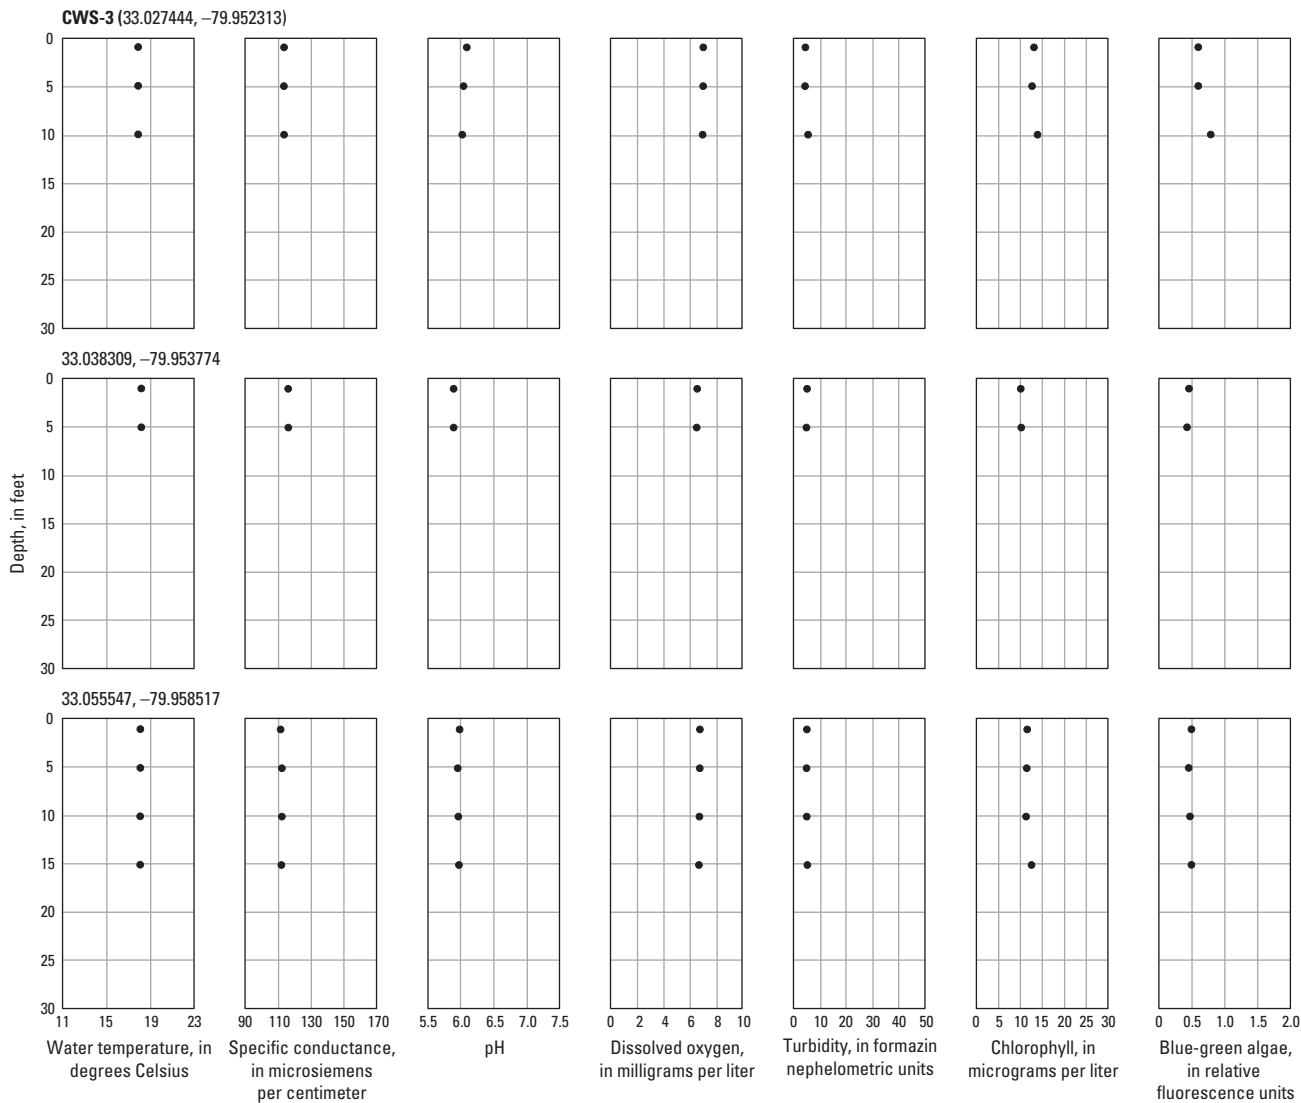 CWS-3 (33.027444, –79.952313)
0
5
10
15
20
25
30
33.038309, –79.953774
0
5
10
15
20
25
30
Depth, in feet
33.055547, –79.958517
0
5
10
15
20
25
30
11 15 19 23
90 110 130 150 170
5.5 6.0 6.5 7.0 7.5
0 2 4 6 8 10
0 10 20 30 40 50
0 5 10 15 20 25 30
0 0.5 1.0 1.5 2.0
Water temperature, in
degrees Celsius
Specific conductance,
in microsiemens
per centimeter
pH
Dissolved oxygen,
in milligrams per liter
Turbidity, in formazin
nephelometric units
Chlorophyll, in
micrograms per liter
Blue-green algae,
in relative
fluorescence units